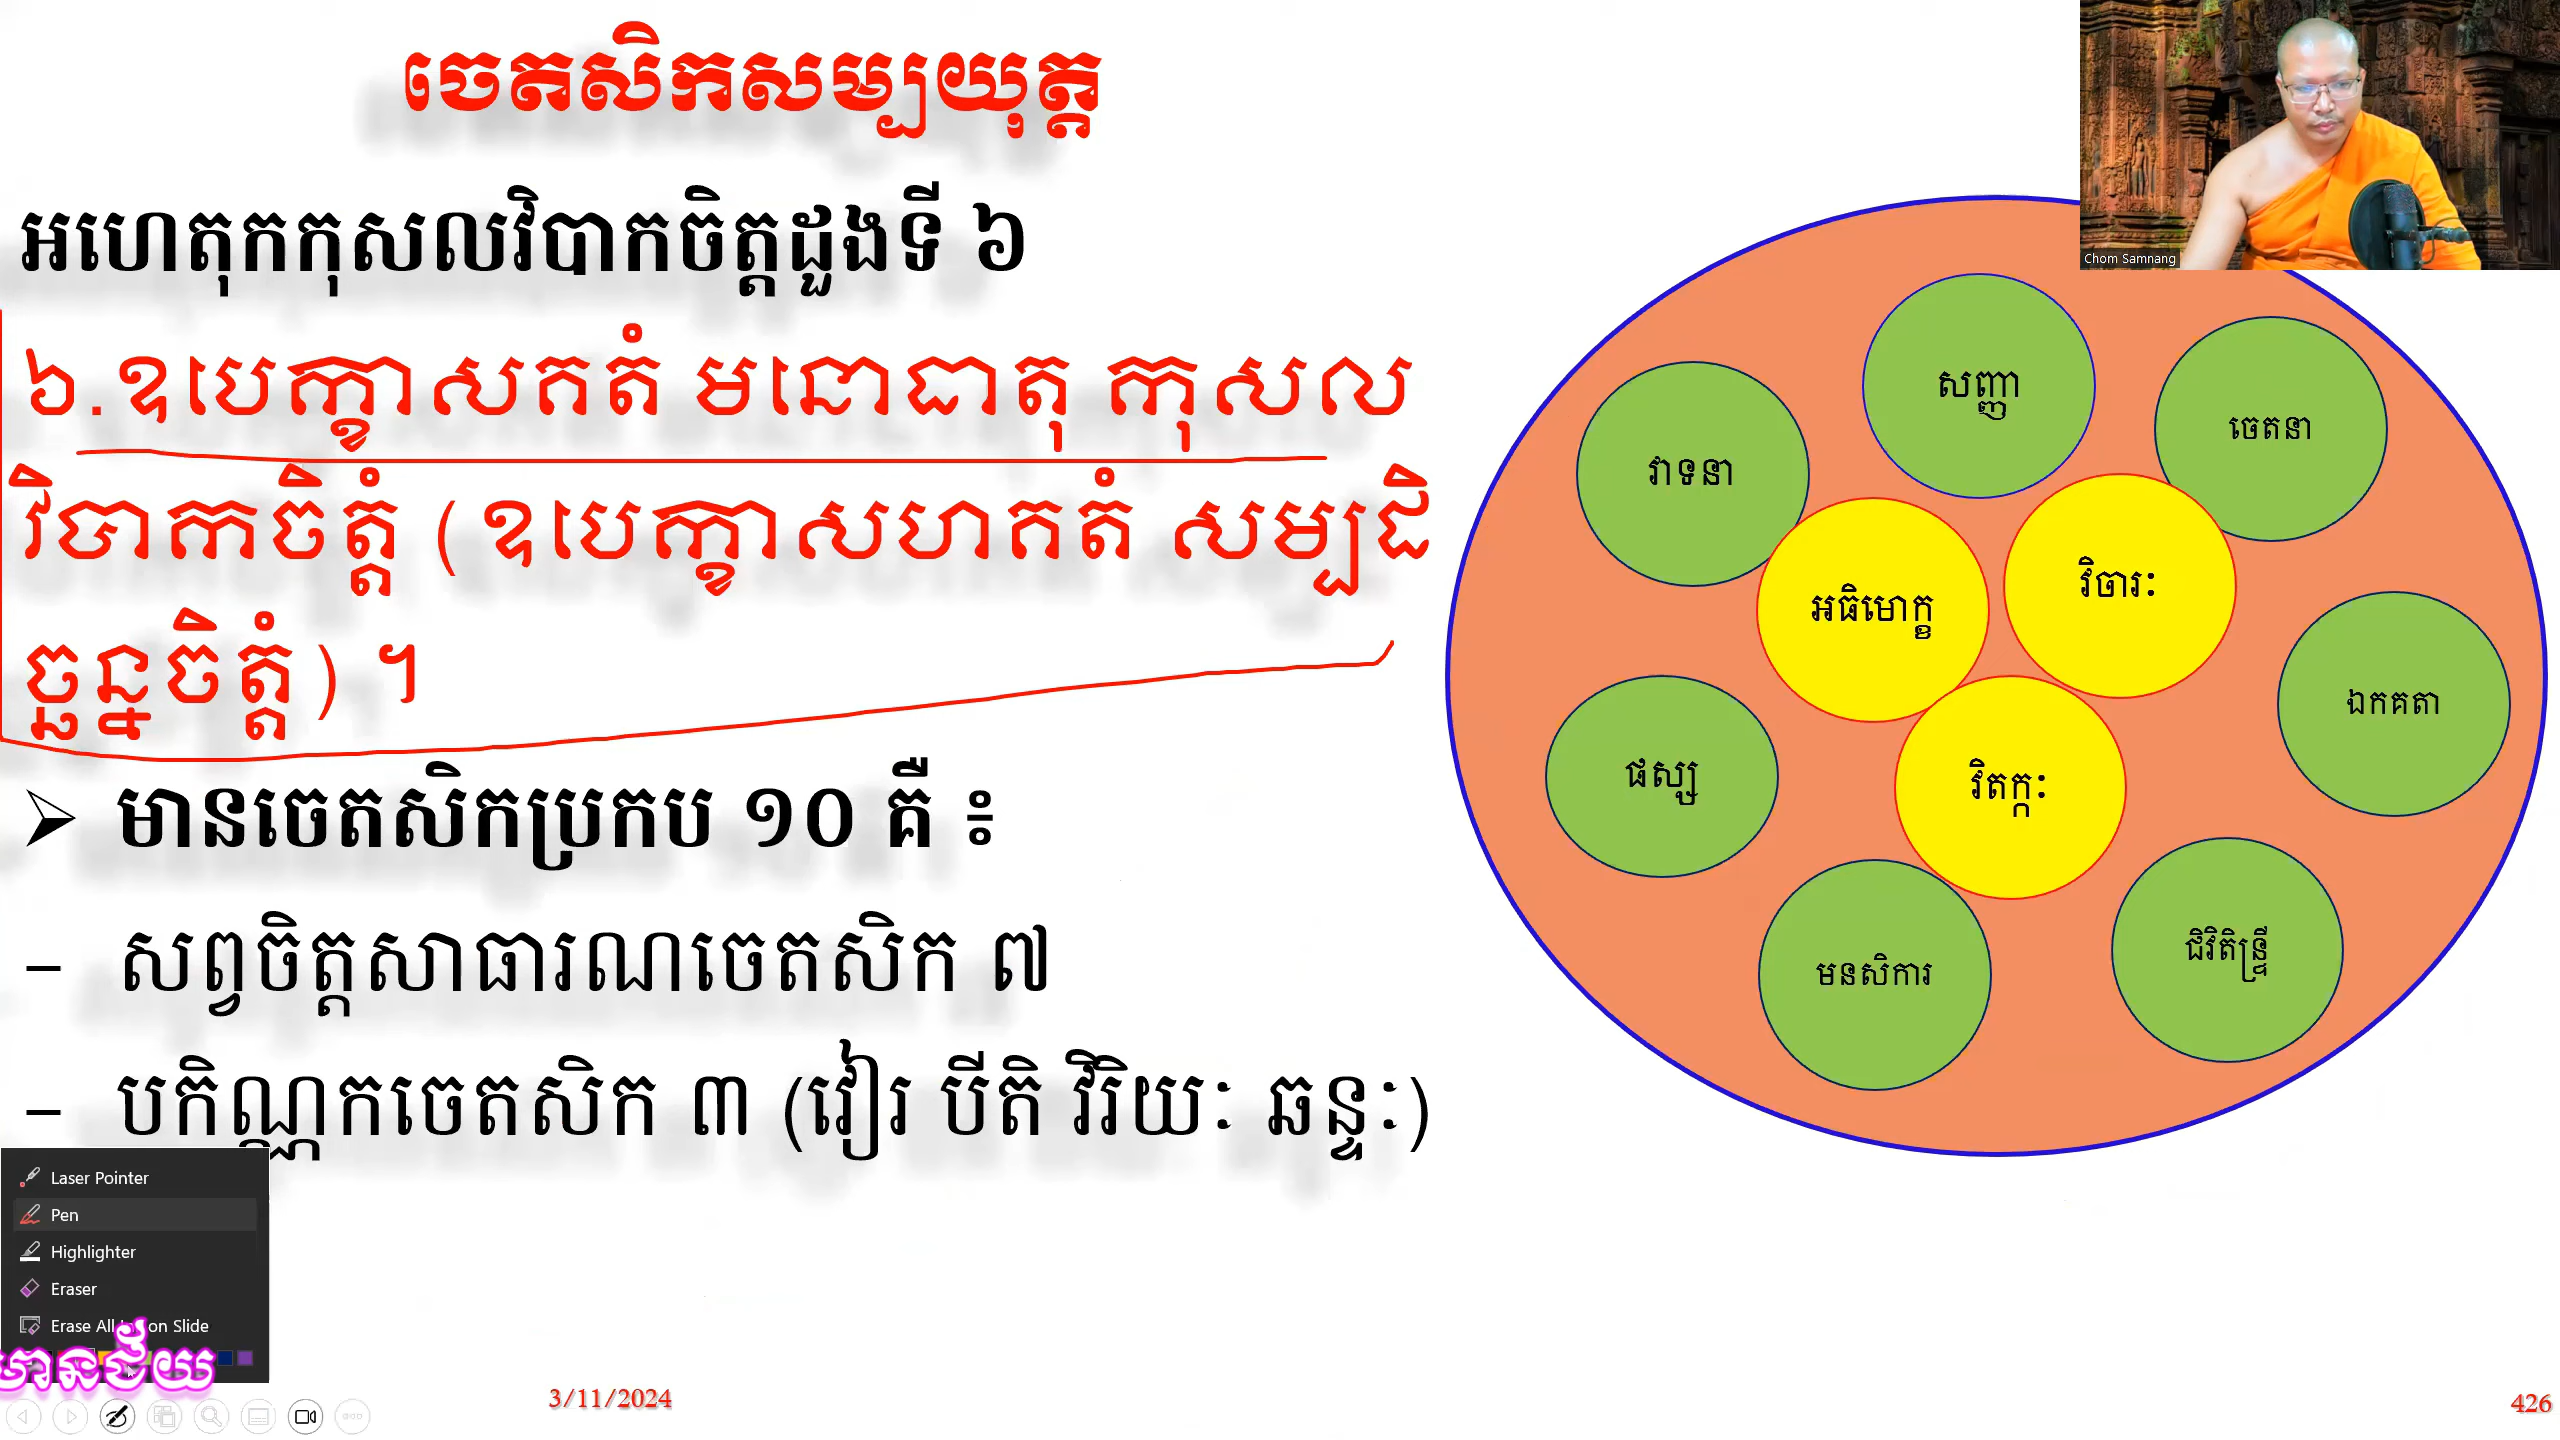 ចេតសិកសម្បយុត្ត
អហេតុកកុសលវិបាកចិត្តដួងទី ៦
៦.ឧបេក្ខាសកតំ មនោធាតុ កុសល
វិបាកចិត្តំ (ឧបេក្ខាសហកតំ សម្បដិ
ច្ឆន្នចិត្តំ) ។
➢ មានចេតសិកប្រកប ១០ គឺ ៖
– សព្វចិត្តសាធារណចេតសិក ៧
– បកិណ្ណកចេតសិក ៣ (វៀរ បីតិ វិរិយៈ ឆន្ទៈ)
Chom Samnang
សញ្ញា
ចេតនា
វាទនា
វិចារៈ
អធិមោក្ខ
ឯកគតា
ផស្ស
វិតក្កៈ
ជិវិតិន្ទ្រី
មនសិការ
Laser Pointer
Pen
Highlighter
Eraser
Erase All on Slide
មានជ័យ
3/11/2024
426